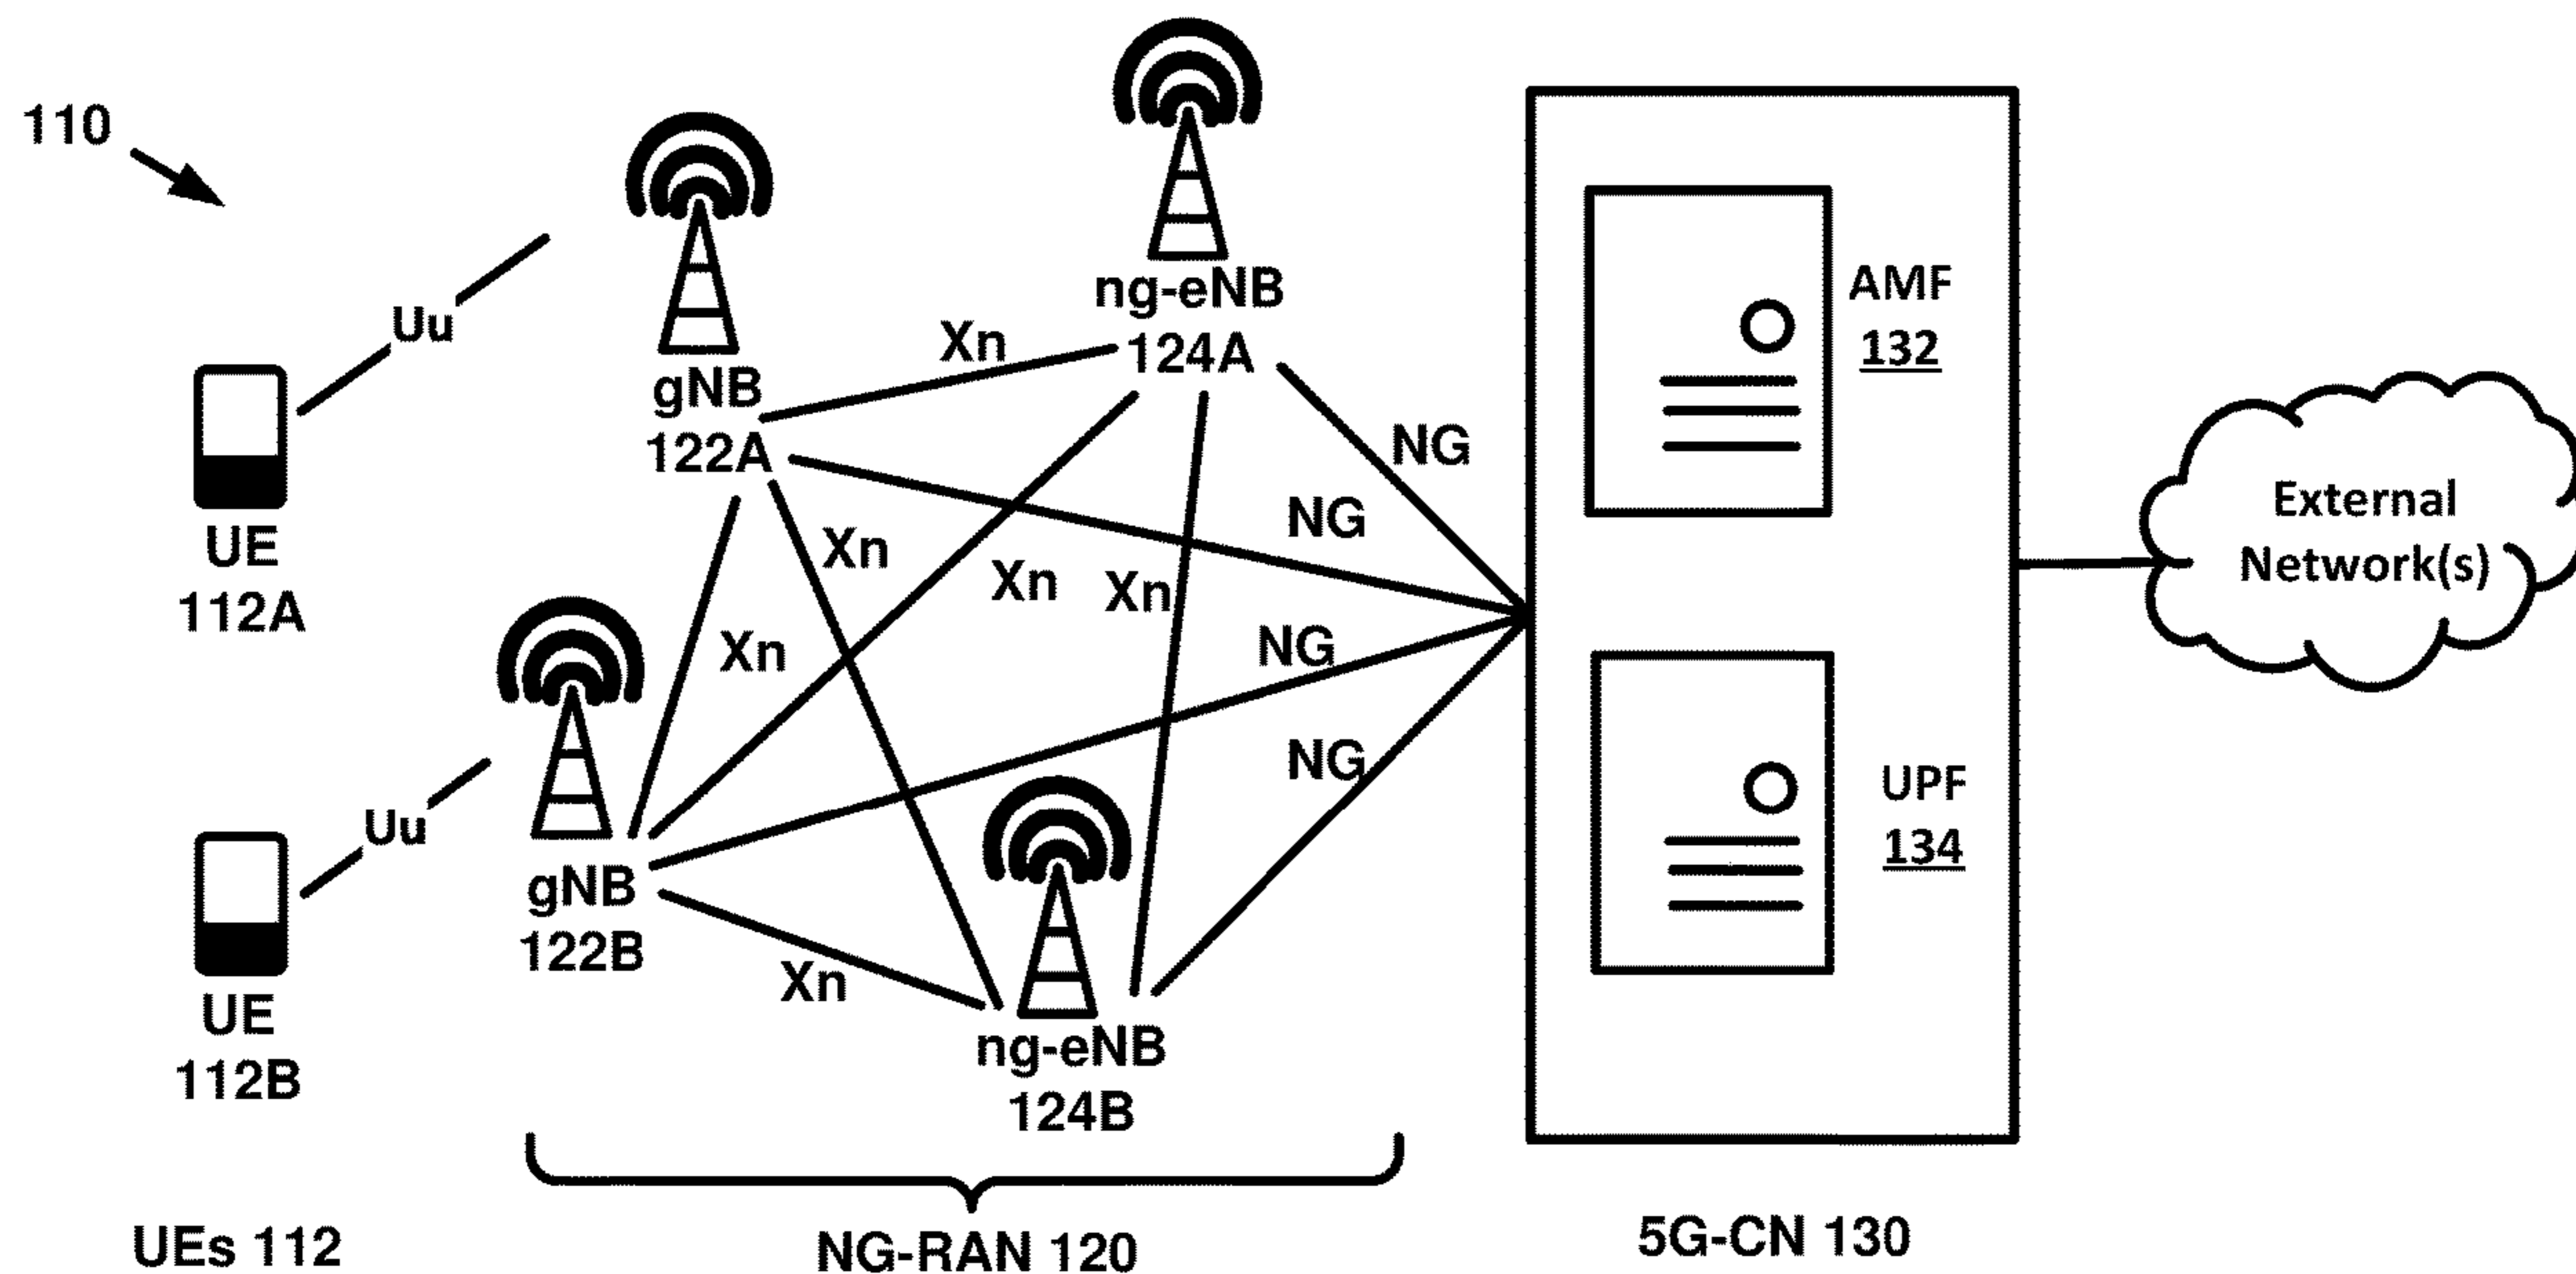 110
Uu
UE
112A
gNB
122A
ng-eNB
124A
Xn
Xn
Xn
Xn
Xn
Xn
NG
NG
NG
NG
Uu
UE
112B
gNB
122B
ng-eNB
124B
AMF
132
UPF
134
External
Network(s)
UEs 112
NG-RAN 120
5G-CN 130